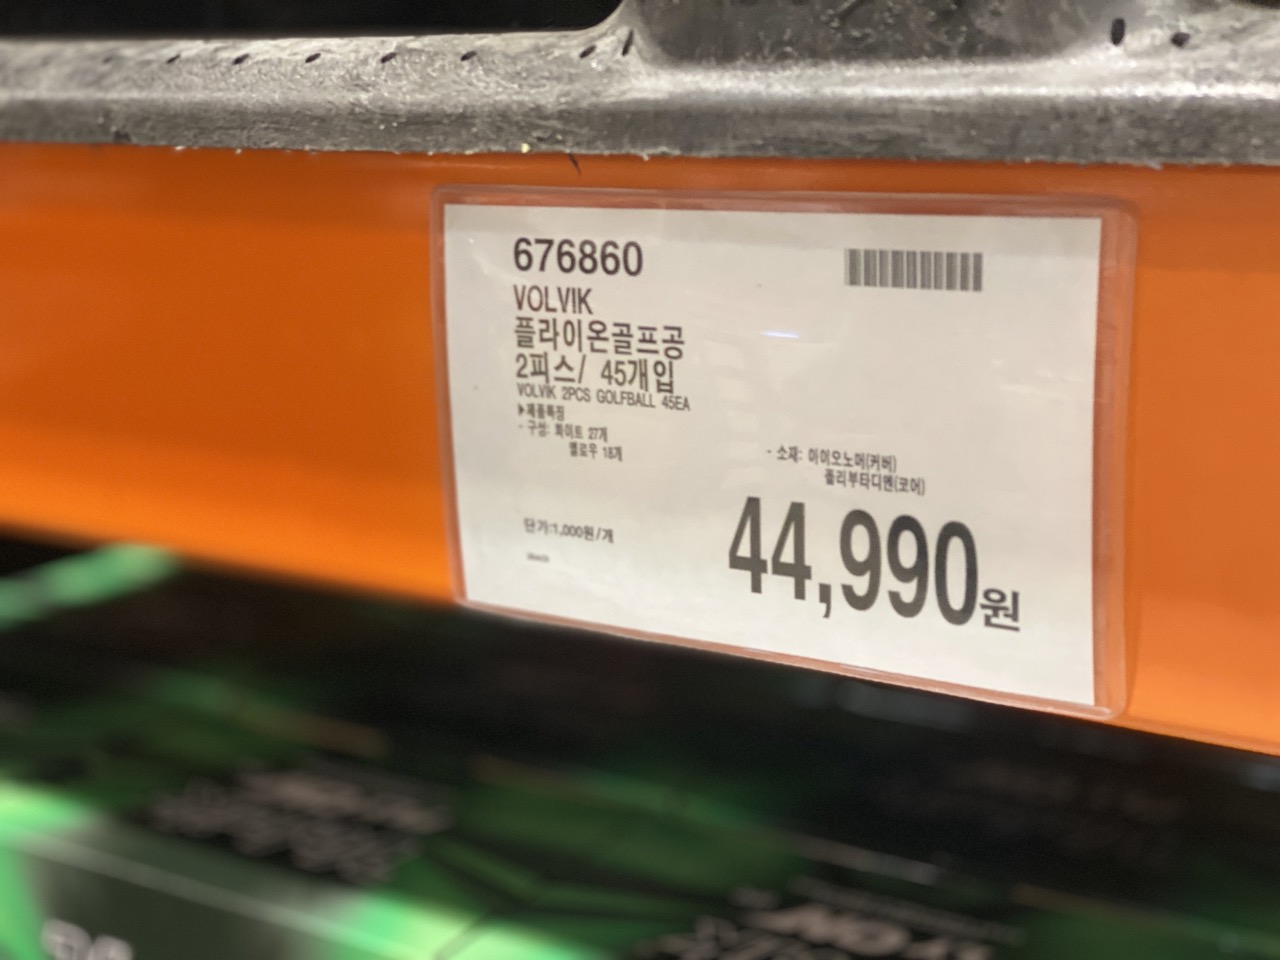 676860
VOLVIK
플라이온골프공
2피스/ 45개입
VOLVIK 2PCS GOLFBALL 45EA
▶제품특징
- 구성: 화이트 27개
옐로우 18개
- 소재: 아이오노머(커버)
폴리부타디엔(코어)
단가:1,000원/개
44,990원